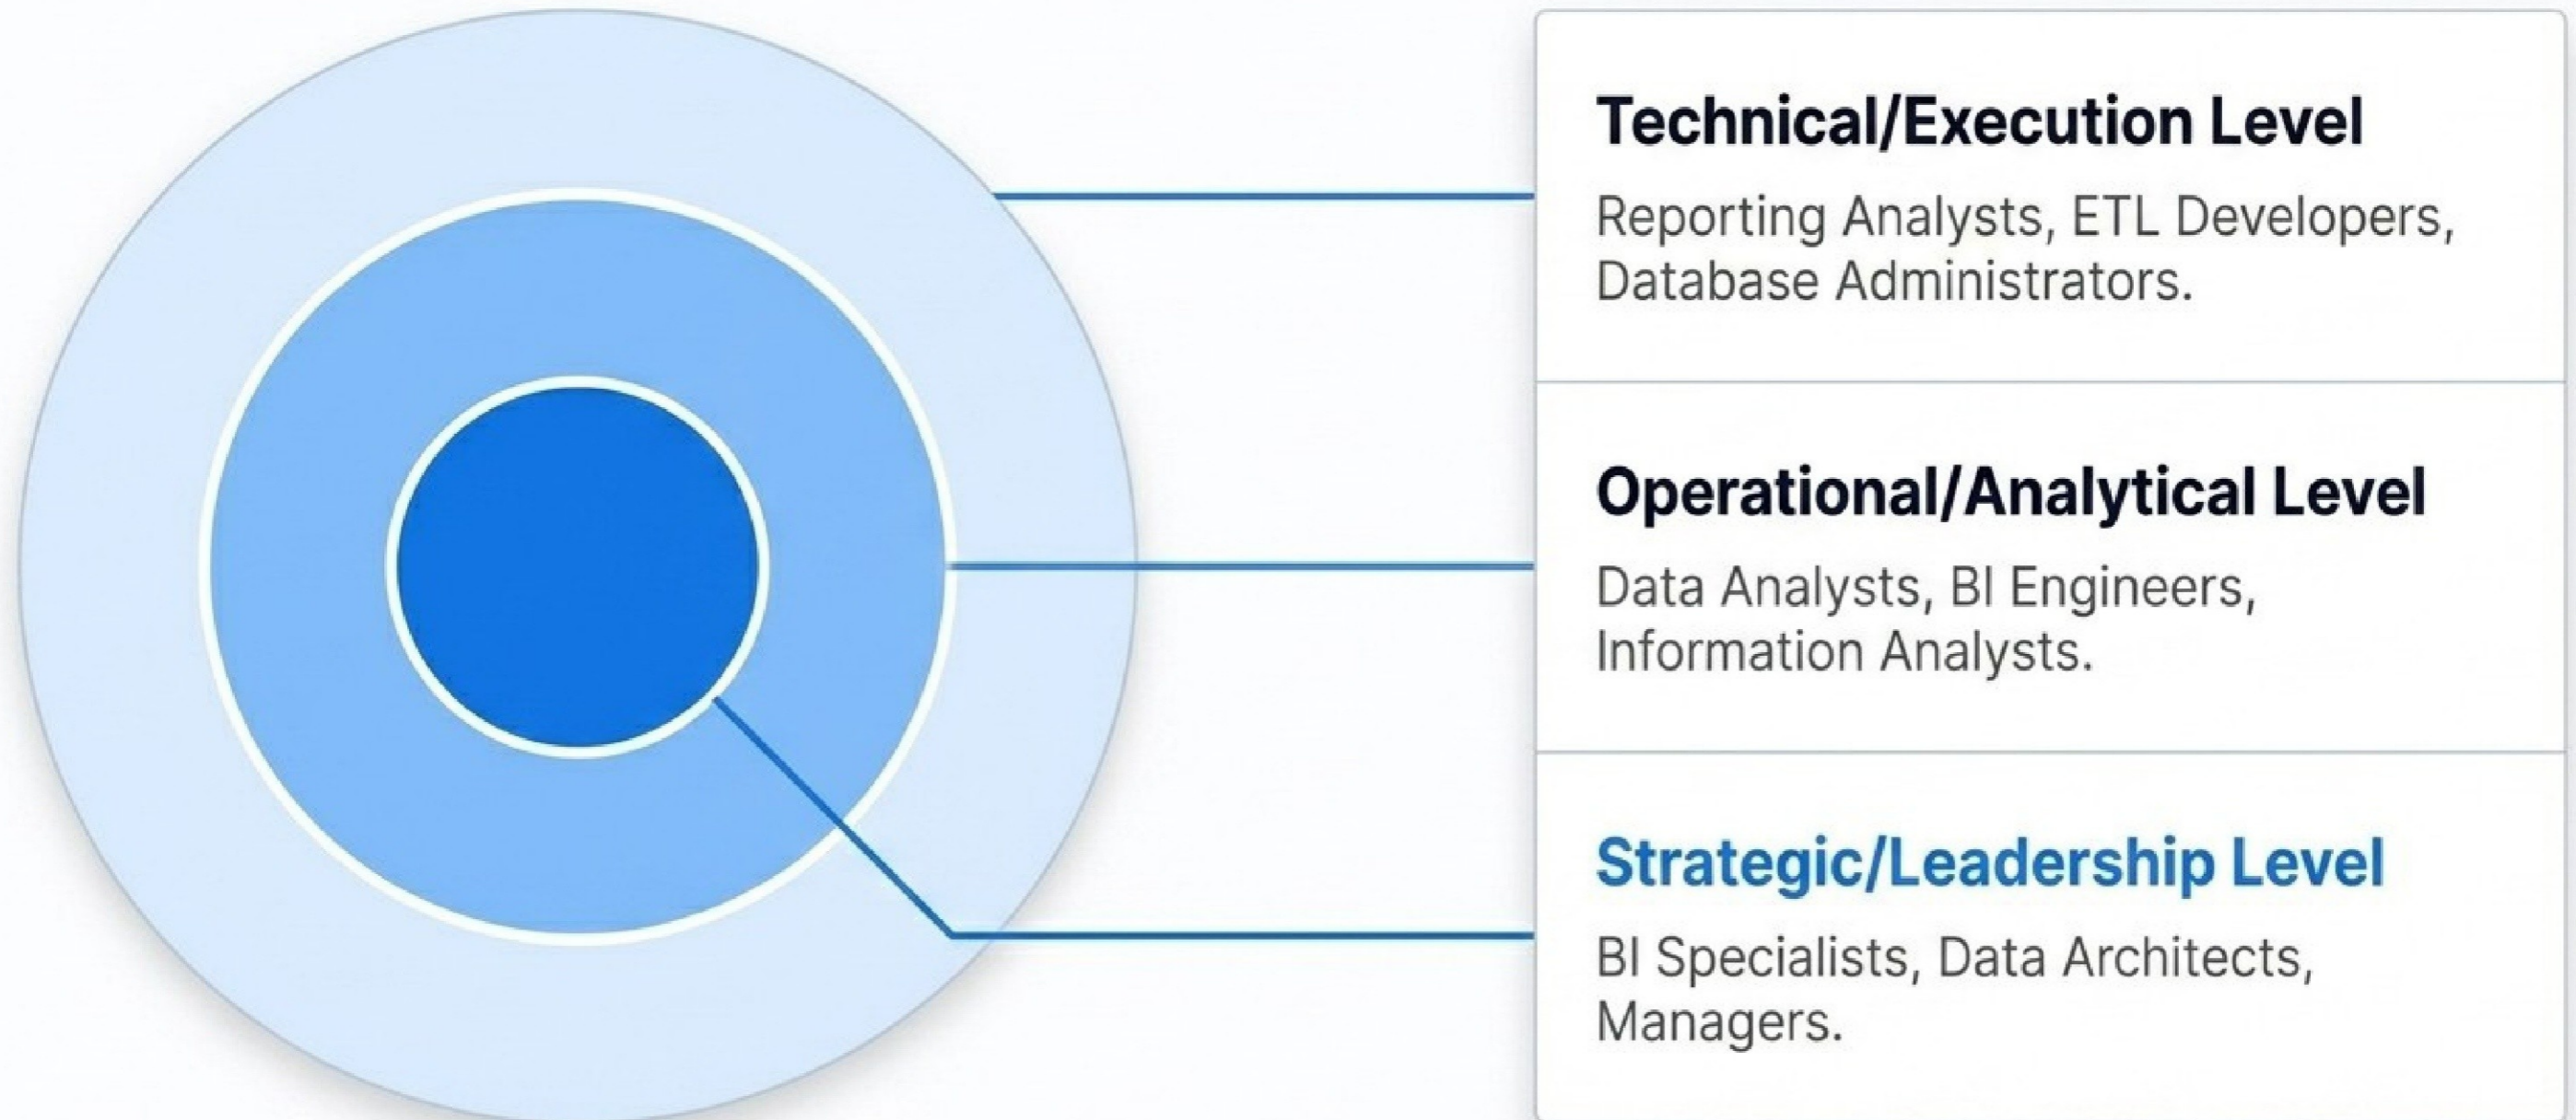 Technical/Execution Level
Reporting Analysts, ETL Developers,
Database Administrators.
Operational/Analytical Level
Data Analysts, BI Engineers,
Information Analysts.
Strategic/Leadership Level
BI Specialists, Data Architects,
Managers.